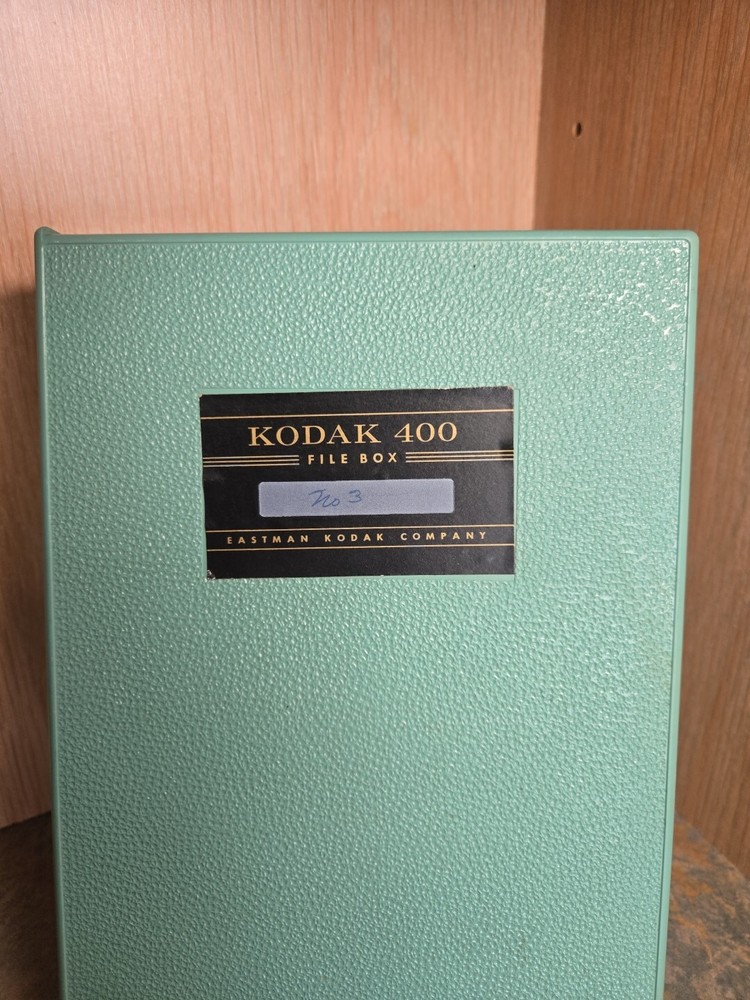 KODAK 400
FILE BOX
No 3
EASTMAN KODAK COMPANY